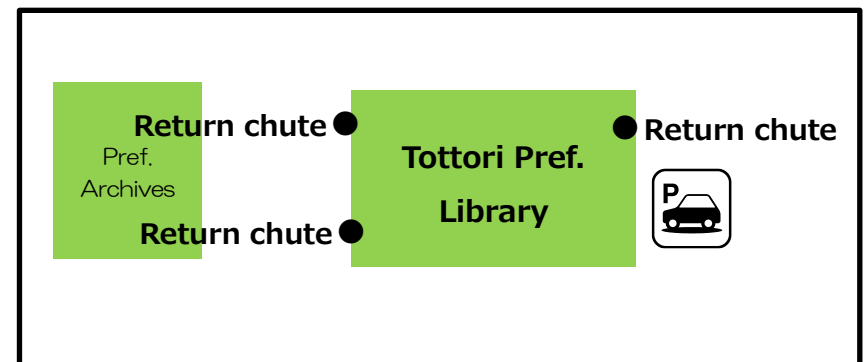 Return chute
Return chute
Pref.
Archives
Tottori Pref.
Library
P
Return chute